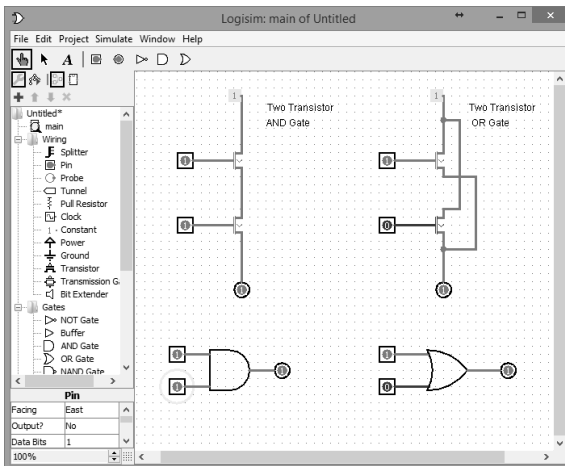 Logisim: main of Untitled
File Edit Project Simulate Window Help
A
Untitled*
main
Wiring
Splitter
Pin
Probe
Tunnel
Pull Resistor
Clock
1 Constant
Power
Ground
Transistor
Transmission G
Bit Extender
Gates
NOT Gate
Buffer
AND Gate
OR Gate
NAND Gate
Pin
Facing East
Output? No
Data Bits 1
100%
1
Two Transistor
AND Gate
1
1
1
1
Two Transistor
OR Gate
1
0
1
1
1
1
1
0
1